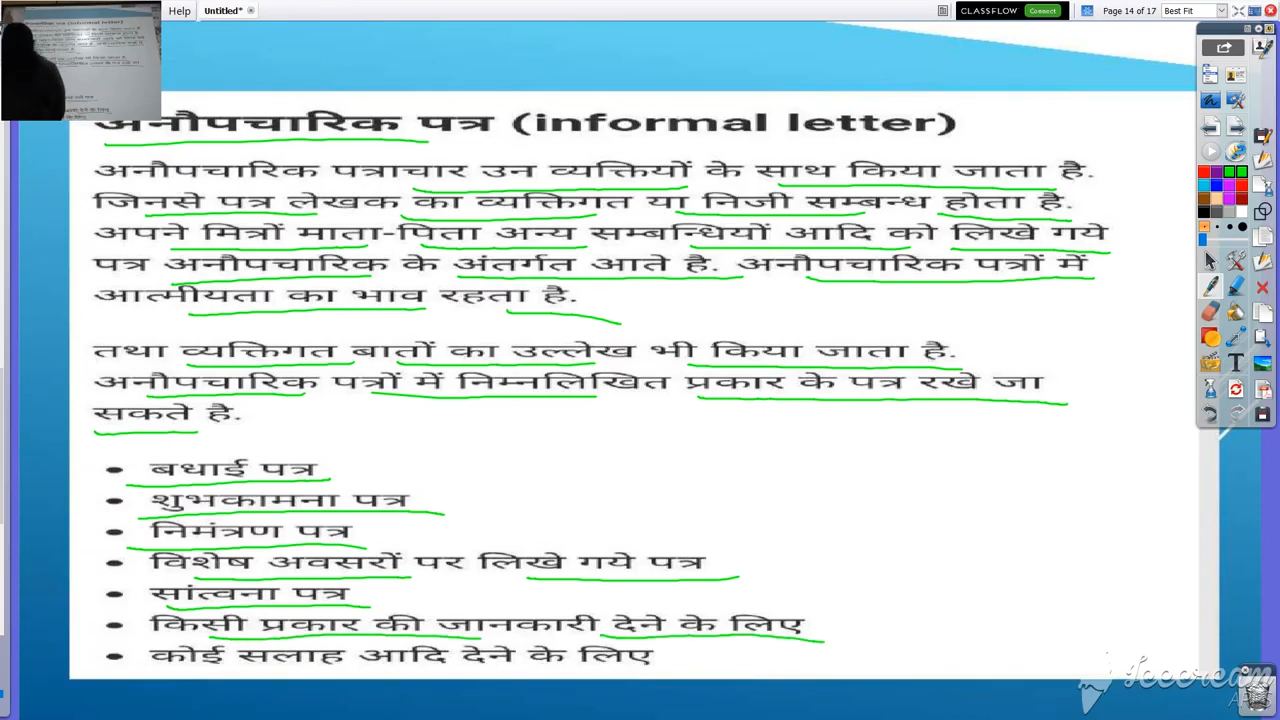 Help
Untitled*
CLASSFLOW Connect
Page 14 of 17
Best Fit
अनौपचारिक पत्र (informal letter)
अनौपचारिक पत्राचार उन व्यक्तियों के साथ किया जाता है.
जिनसे पत्र लेखक का व्यक्तिगत या निजी सम्बन्ध होता है.
अपने मित्रों माता-पिता अन्य सम्बन्धियों आदि को लिखे गये
पत्र अनौपचारिक के अंतर्गत आते है. अनौपचारिक पत्रों में
आत्मीयता का भाव रहता है.
तथा व्यक्तिगत बातों का उल्लेख भी किया जाता है.
अनौपचारिक पत्रों में निम्नलिखित प्रकार के पत्र रखे जा
सकते है.
• बधाई पत्र
• शुभकामना पत्र
• निमंत्रण पत्र
• विशेष अवसरों पर लिखे गये पत्र
• सांत्वना पत्र
• किसी प्रकार की जानकारी देने के लिए
• कोई सलाह आदि देने के लिए
Icecream
APPS